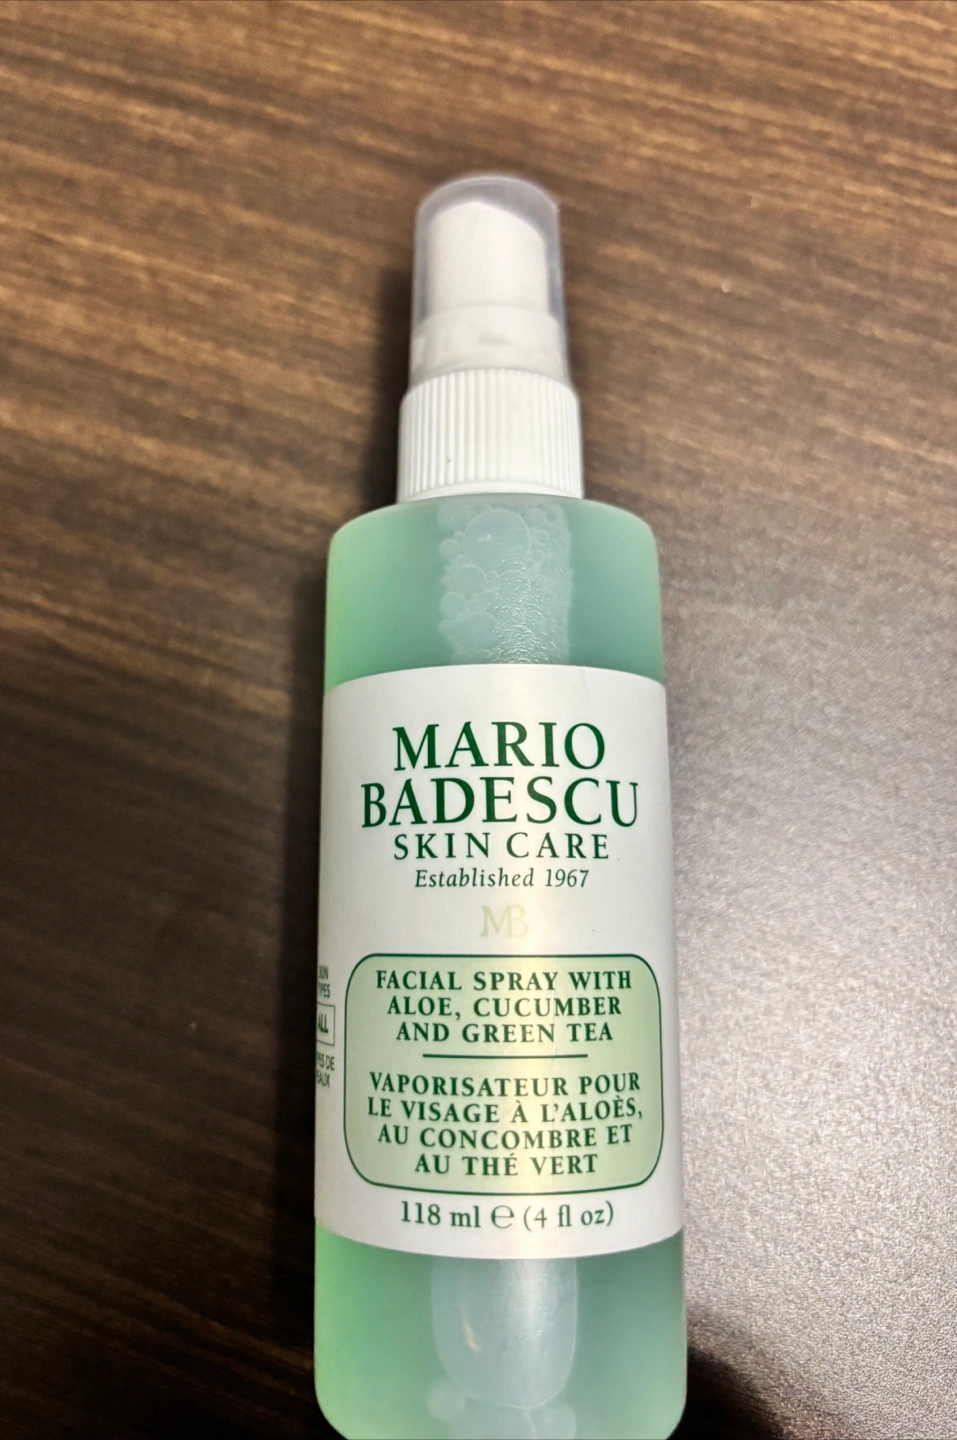 MARIO
BADESCU
SKIN CARE
Established 1967
MB
FACIAL SPRAY WITH
ALOE, CUCUMBER
AND GREEN TEA
VAPORISATEUR POUR
LE VISAGE À L'ALOÈS,
AU CONCOMBRE ET
AU THÉ VERT
118 ml ℮ (4 fl oz)
ALL